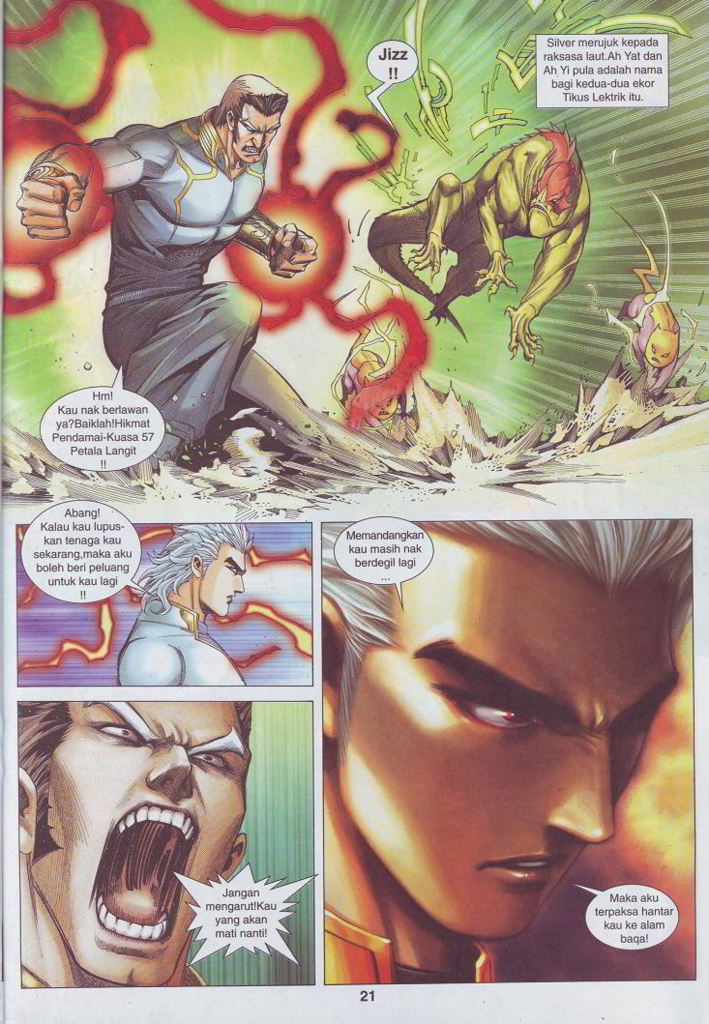 Jizz
!!
Silver merujuk kepada
raksasa laut.Ah Yat dan
Ah Yi pula adalah nama
bagi kedua-dua ekor
Tikus Lektrik itu.
Hm!
Kau nak berlawan
ya?Baiklah!Hikmat
Pendamai-Kuasa 57
Petala Langit
!!
Abang!
Kalau kau lupus-
kan tenaga kau
sekarang,maka aku
boleh beri peluang
untuk kau lagi
!!
Memandangkan
kau masih nak
berdegil lagi
...
Jangan
mengarut!Kau
yang akan
mati nanti!
Maka aku
terpaksa hantar
kau ke alam
baqa!
21